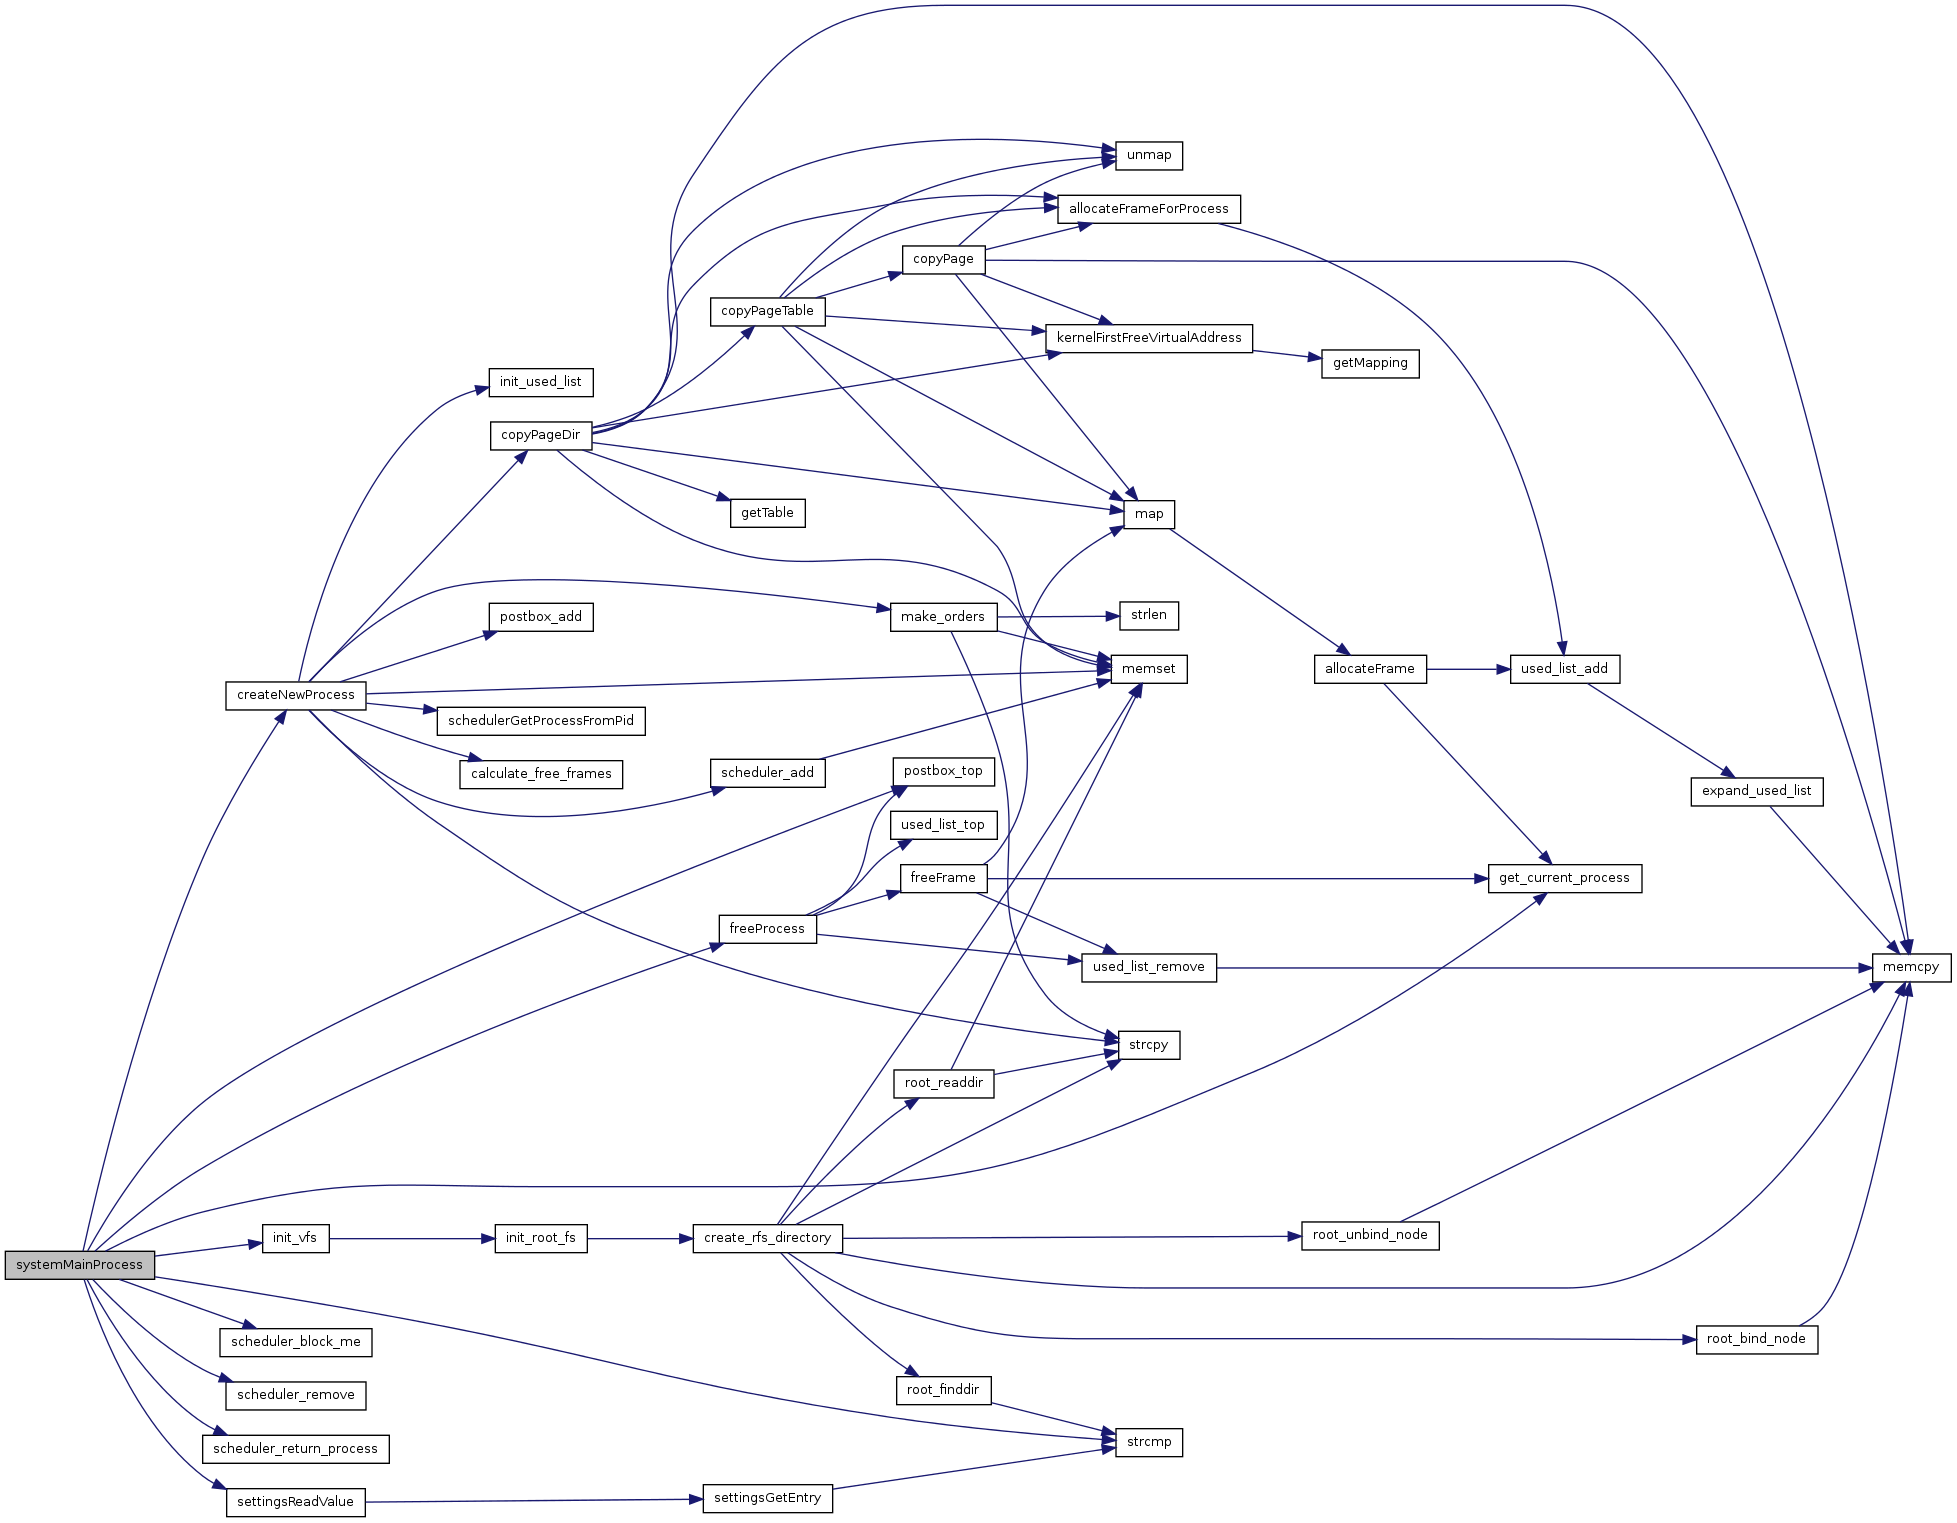 unmap
allocateFrameForProcess
copyPage
copyPageTable
kernelFirstFreeVirtualAddress
getMapping
init_used_list
copyPageDir
getTable
map
make_orders
postbox_add
strlen
memset
allocateFrame
used_list_add
createNewProcess
schedulerGetProcessFromPid
calculate_free_frames
scheduler_add
postbox_top
expand_used_list
used_list_top
freeFrame
get_current_process
freeProcess
used_list_remove
memcpy
strcpy
root_readdir
init_vfs
init_root_fs
create_rfs_directory
root_unbind_node
systemMainProcess
scheduler_block_me
root_bind_node
scheduler_remove
root_finddir
scheduler_return_process
strcmp
settingsReadValue
settingsGetEntry